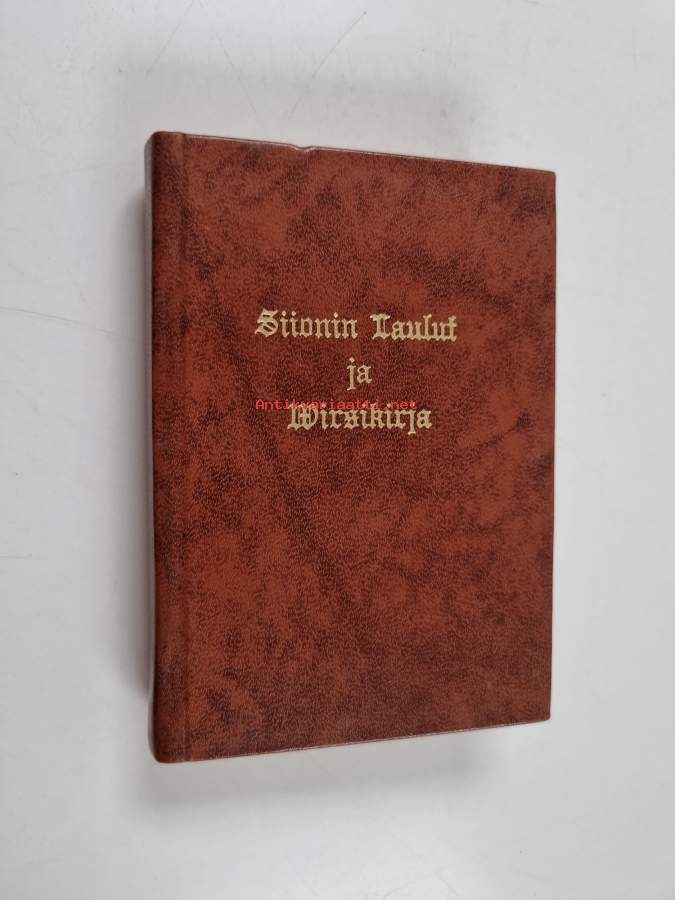 Siionin Laulut
ja
Antikvariaatti.net
Wirsikirja